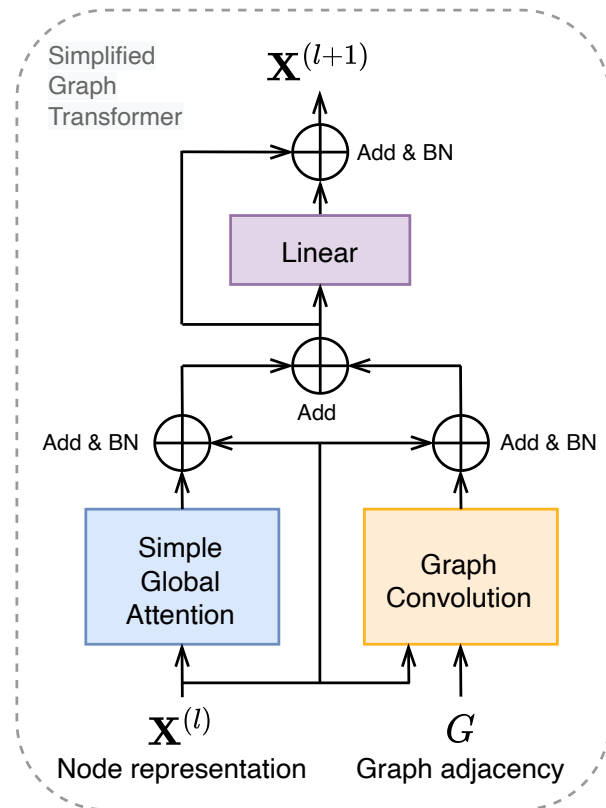 Simplified
Graph
Transformer
X^{(l+1)}
Add & BN
Linear
Add
Add & BN
Add & BN
Simple
Global
Attention
Graph
Convolution
X^{(l)}
G
Node representation
Graph adjacency